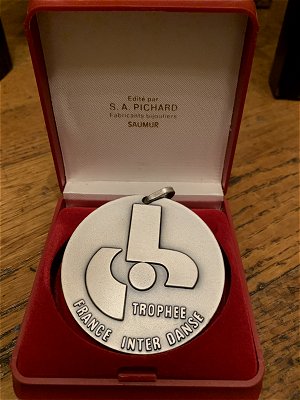 Edité par
S. A. PICHARD
Fabricants bijoutiers
SAUMUR
TROPHEE
FRANCE INTER DANSE